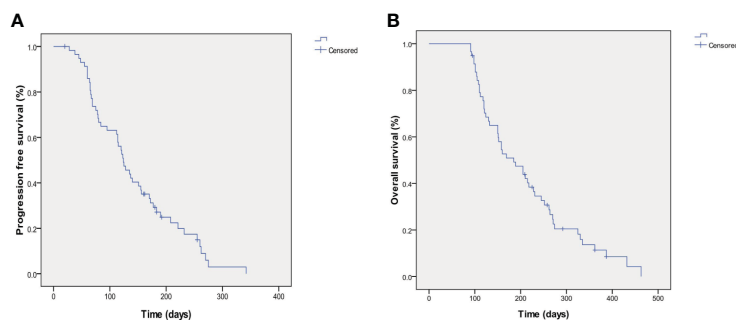 A
Progression free survival (%)
1.0
0.8
0.6
0.4
0.2
0.0
0
100
200
300
400
Time (days)
Censored
B
Overall survival (%)
1.0
0.8
0.6
0.4
0.2
0.0
0
100
200
300
400
500
Time (days)
Censored